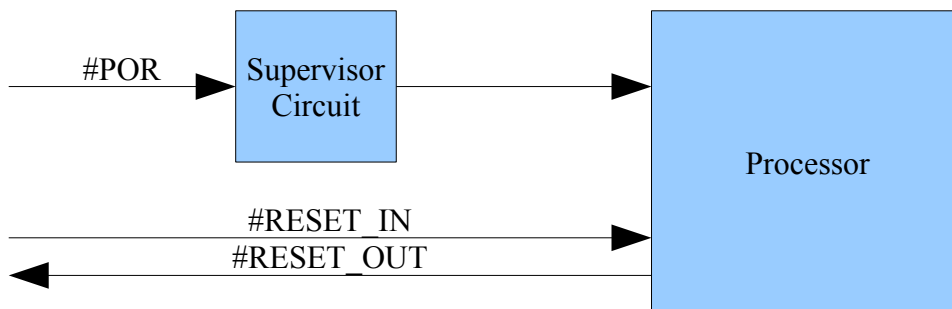 #POR
Supervisor
Circuit
Processor
#RESET_IN
#RESET_OUT